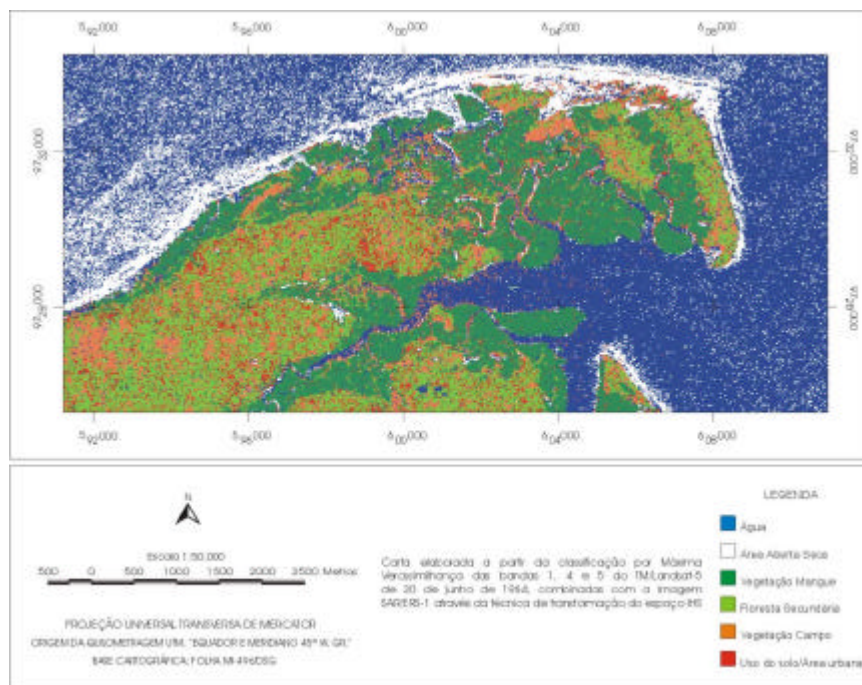 592000 596000 600000 604000 608000
9732000 9732000
9728000 9728000
592000 596000 600000 604000 608000
N
Escala 1:50.000
500 0 500 1000 1500 2000 2500 Metros
PROJEÇÃO UNIVERSAL TRANSVERSA DE MERCATOR
ORIGEM DA QUILOMETRAGEM UTM: "EQUADOR E MERIDIANO 45º W. GR."
BASE CARTOGRÁFICA: FOLHA MI-496/DSG
Carta elaborada a partir da classificação por Máxima
Verossimilhança das bandas 1, 4 e 5 do TM/Landsat-5
de 20 de junho de combinadas com a imagem
SAR/ERS-1 através da técnica de transformação do espaço IHS
LEGENDA
Água
Área Aberta Seca
Vegetação Mangue
Floresta Secundária
Vegetação Campo
Uso do solo/Área urbana